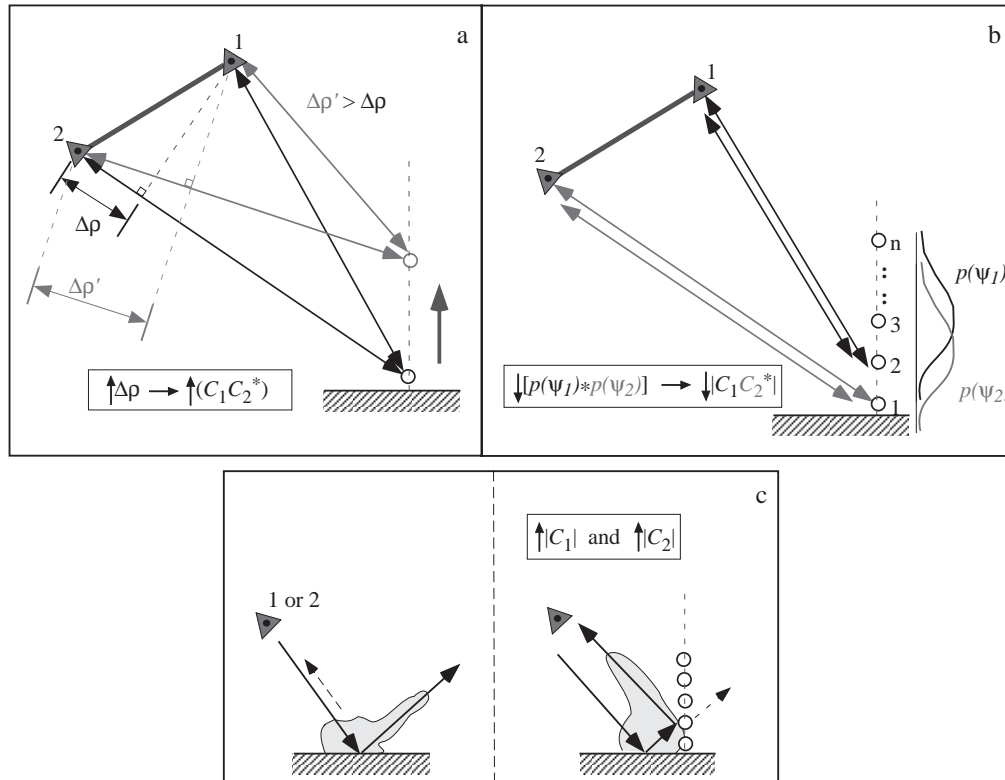 a
1
Δρ' > Δρ
2
Δρ
Δρ'
↑Δρ → ↑(C₁C₂*)
b
1
2
n
3
2
1
p(ψ₁)
p(ψ₂
↓[p(ψ₁)*p(ψ₂)] → ↓|C₁C₂*|
c
↑|C₁| and ↑|C₂|
1 or 2